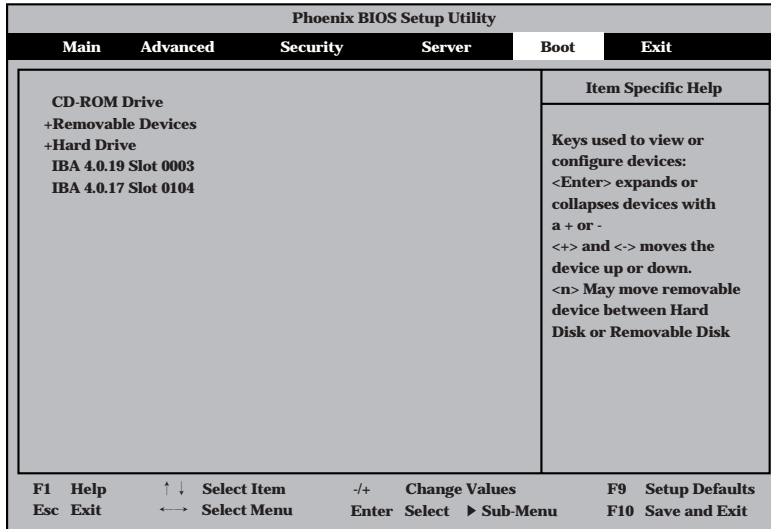 Phoenix BIOS Setup Utility
Main Advanced Security Server Boot Exit
CD-ROM Drive
+Removable Devices
+Hard Drive
IBA 4.0.19 Slot 0003
IBA 4.0.17 Slot 0104
Item Specific Help
Keys used to view or
configure devices:
<Enter> expands or
collapses devices with
a + or -
<+> and <-> moves the
device up or down.
<n> May move removable
device between Hard
Disk or Removable Disk
F1 Help ↑↓ Select Item -/+ Change Values F9 Setup Defaults
Esc Exit ←→ Select Menu Enter Select ▶ Sub-Menu F10 Save and Exit